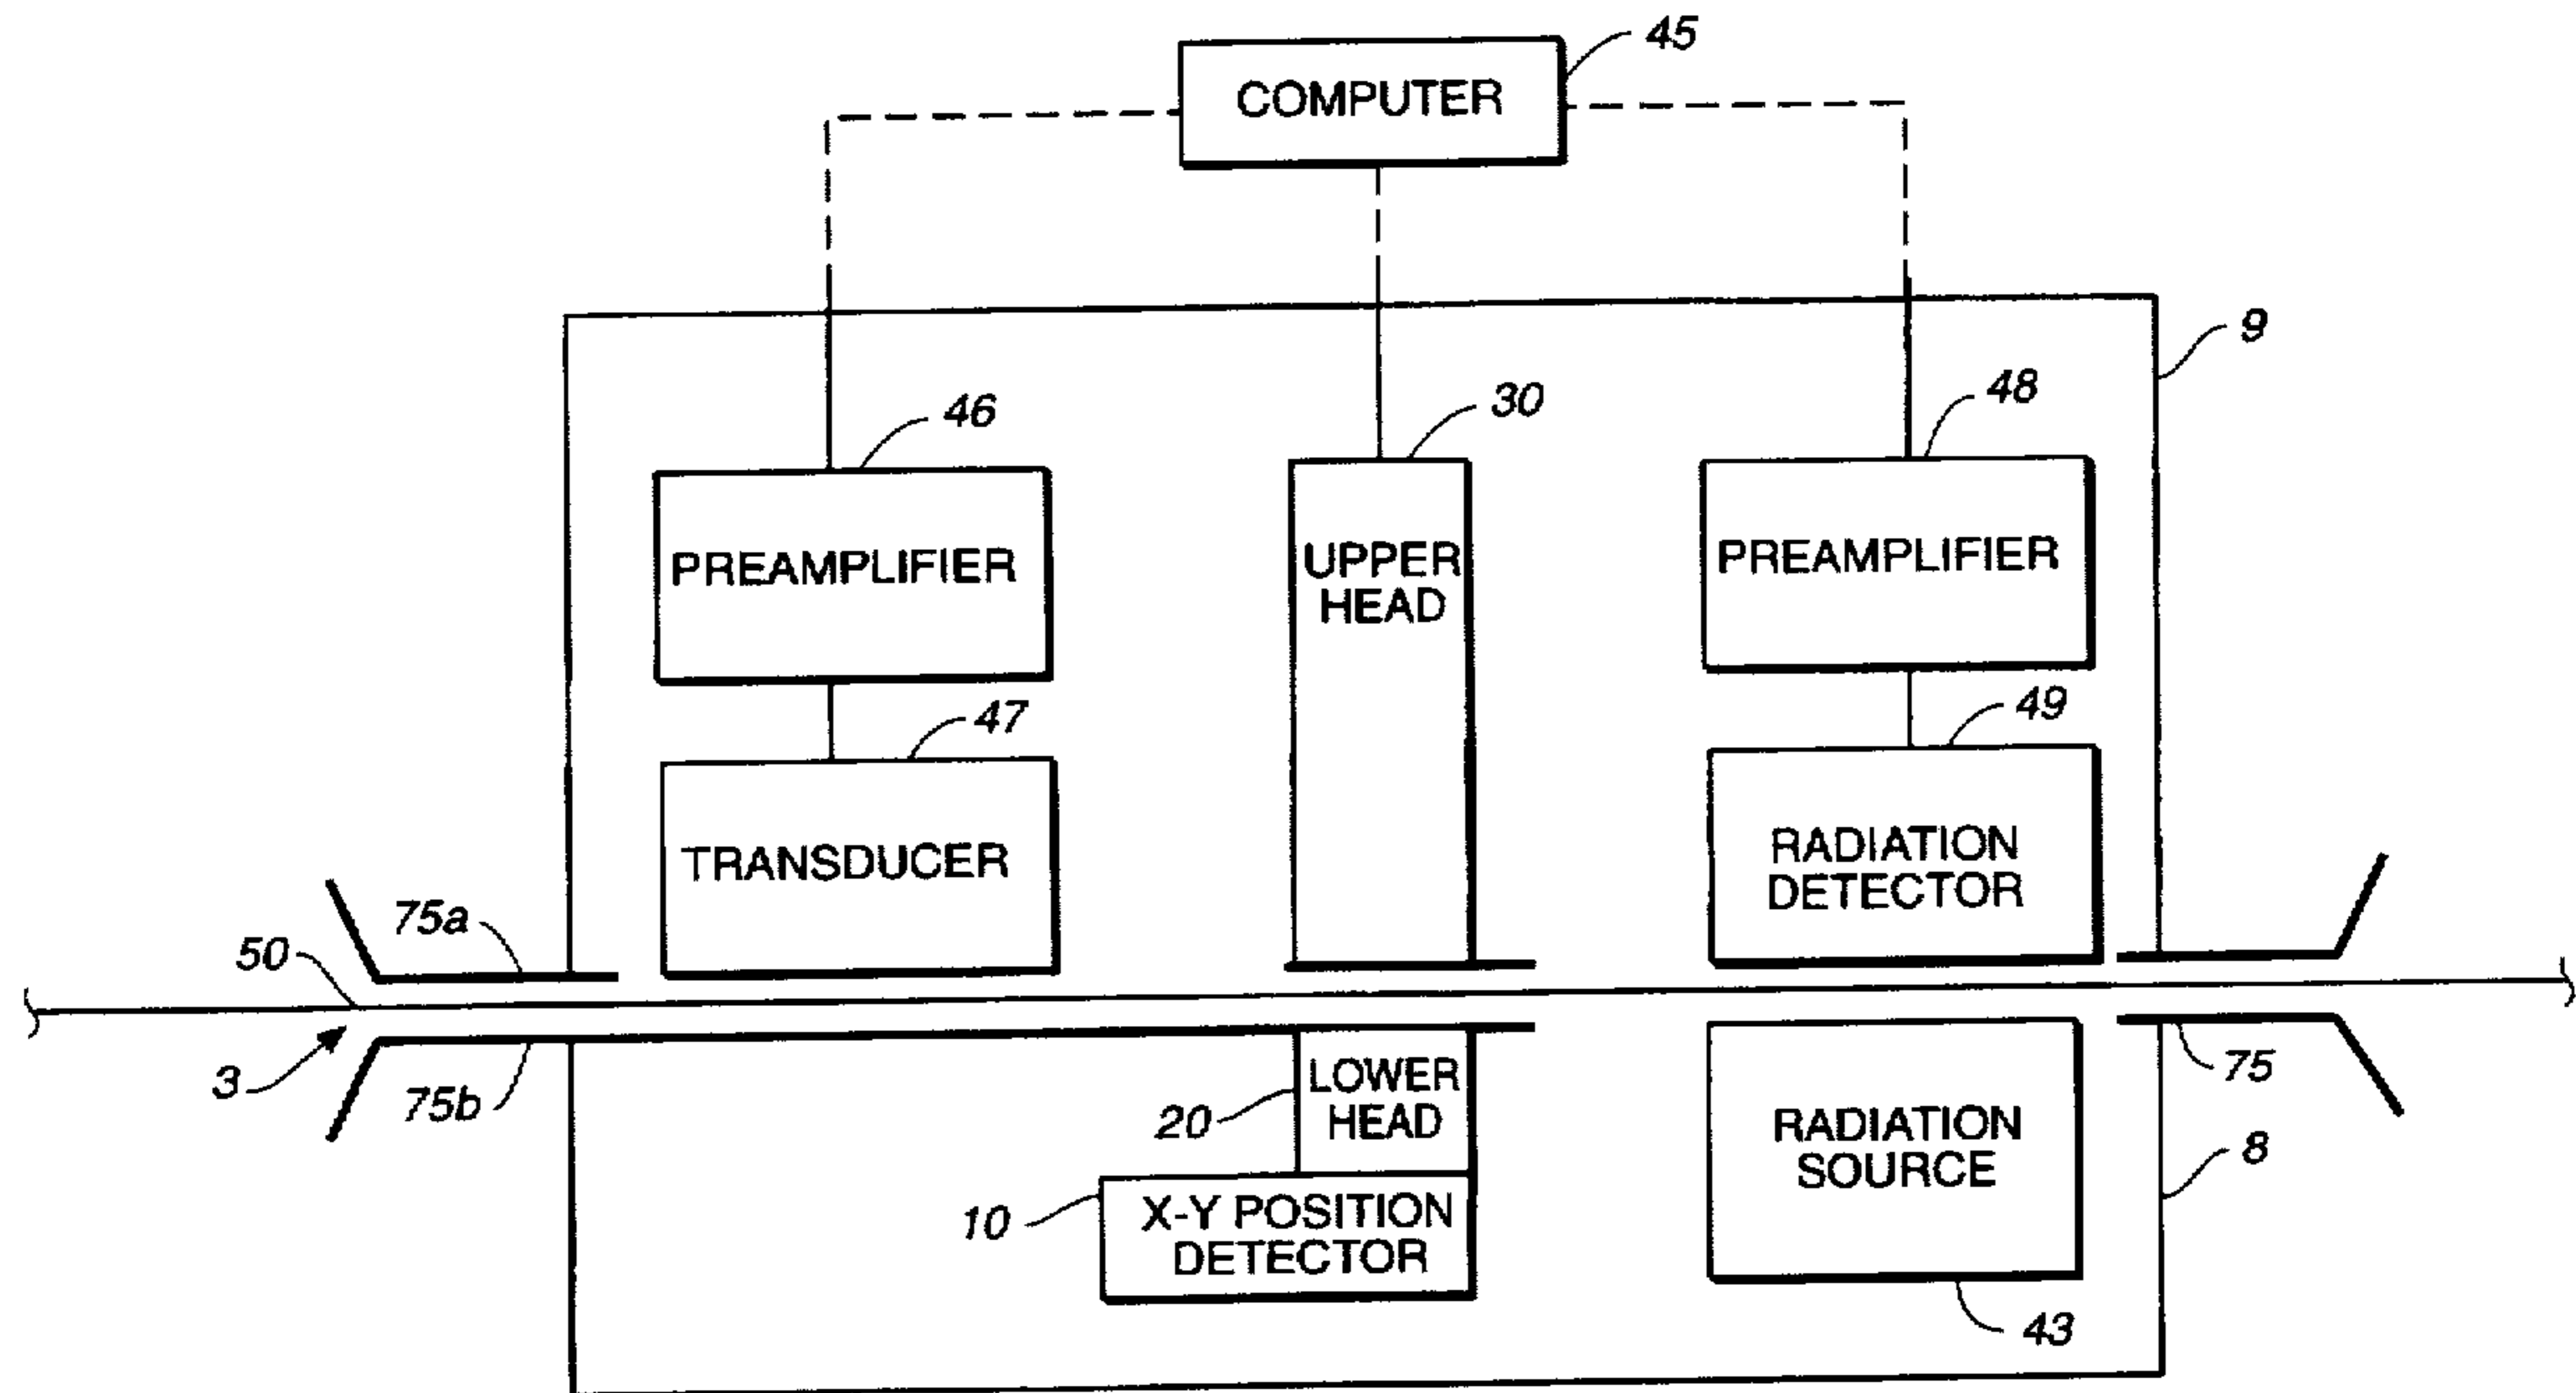 45
COMPUTER
9
46
30
48
PREAMPLIFIER
UPPER
HEAD
PREAMPLIFIER
47
49
TRANSDUCER
RADIATION
DETECTOR
75a
50
3
75b
20
LOWER
HEAD
RADIATION
SOURCE
75
8
10
X-Y POSITION
DETECTOR
43